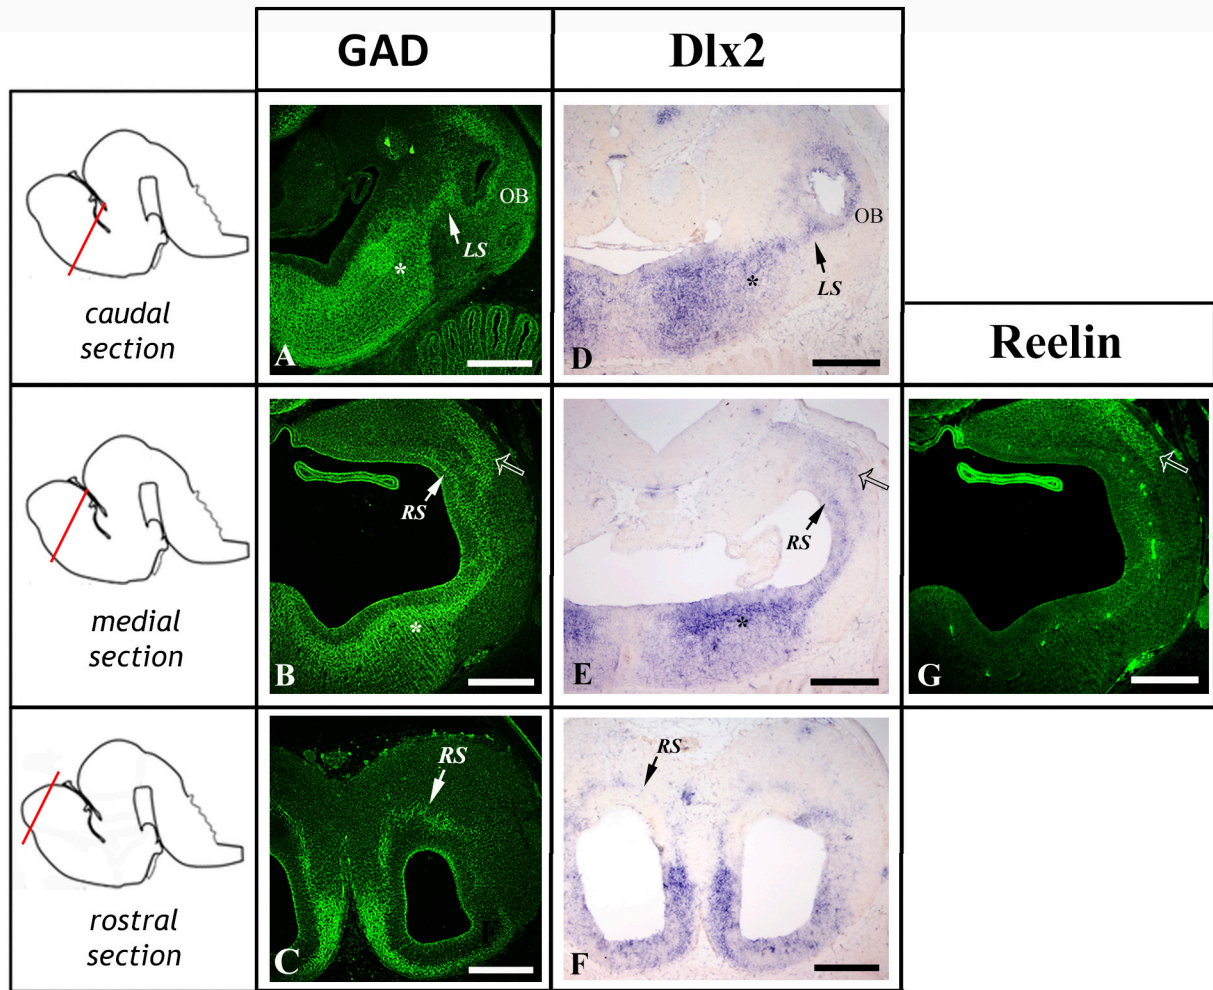 GAD
Dlx2
caudal
section
OB
LS
*
A
OB
LS
*
D
Reelin
medial
section
RS
*
B
RS
*
E
G
rostral
section
RS
C
RS
F